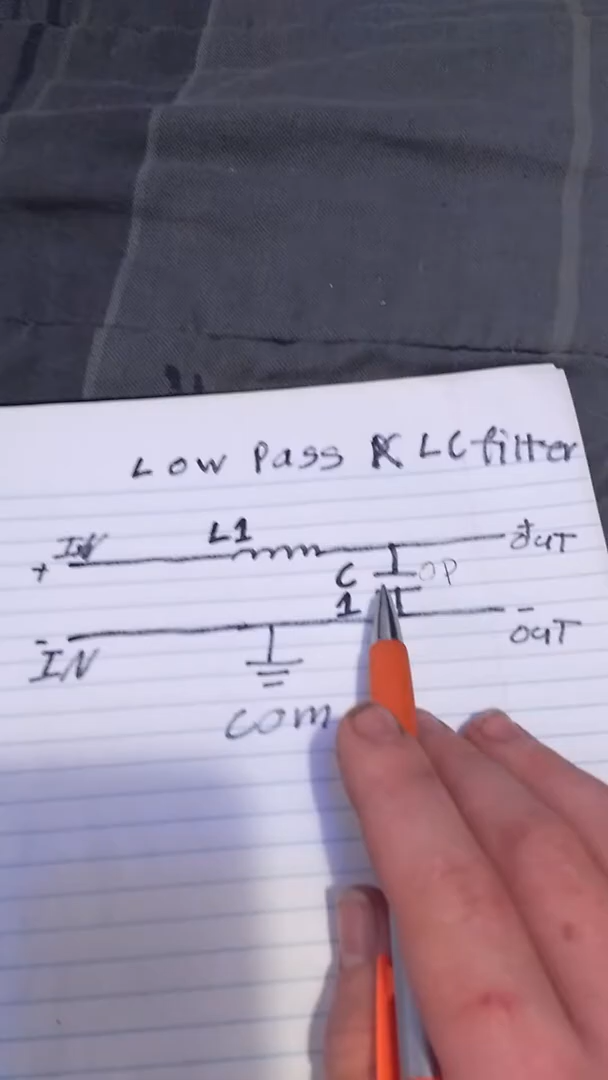 Low Pass LC filter
IN L1 + OUT
+ C OP
1
- IN - OUT
COM